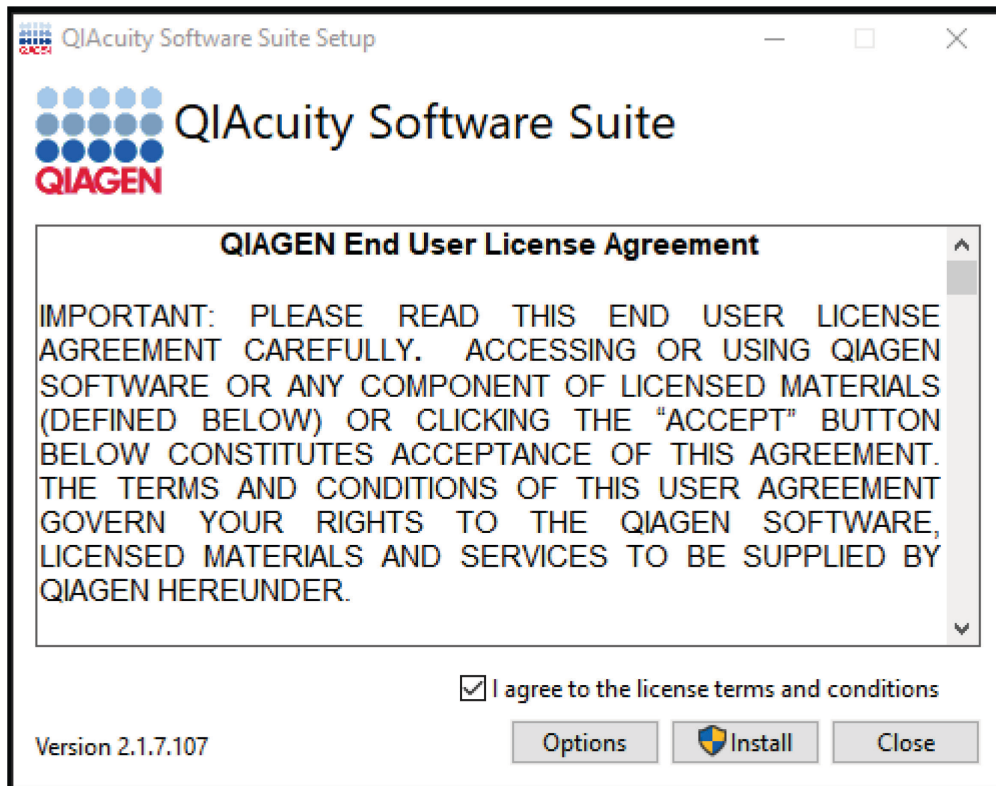 QIAcuity Software Suite Setup
QIAGEN
QIAcuity Software Suite
QIAGEN End User License Agreement
IMPORTANT: PLEASE READ THIS END USER LICENSE
AGREEMENT CAREFULLY. ACCESSING OR USING QIAGEN
SOFTWARE OR ANY COMPONENT OF LICENSED MATERIALS
(DEFINED BELOW) OR CLICKING THE “ACCEPT” BUTTON
BELOW CONSTITUTES ACCEPTANCE OF THIS AGREEMENT.
THE TERMS AND CONDITIONS OF THIS USER AGREEMENT
GOVERN YOUR RIGHTS TO THE QIAGEN SOFTWARE,
LICENSED MATERIALS AND SERVICES TO BE SUPPLIED BY
QIAGEN HEREUNDER.
I agree to the license terms and conditions
Version 2.1.7.107
Options
Install
Close